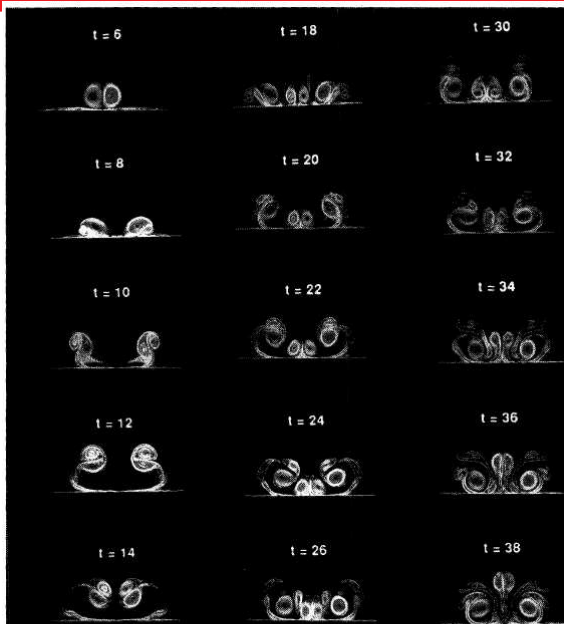 t = 6
t = 8
t = 10
t = 12
t = 14
t = 18
t = 20
t = 22
t = 24
t = 26
t = 30
t = 32
t = 34
t = 36
t = 38